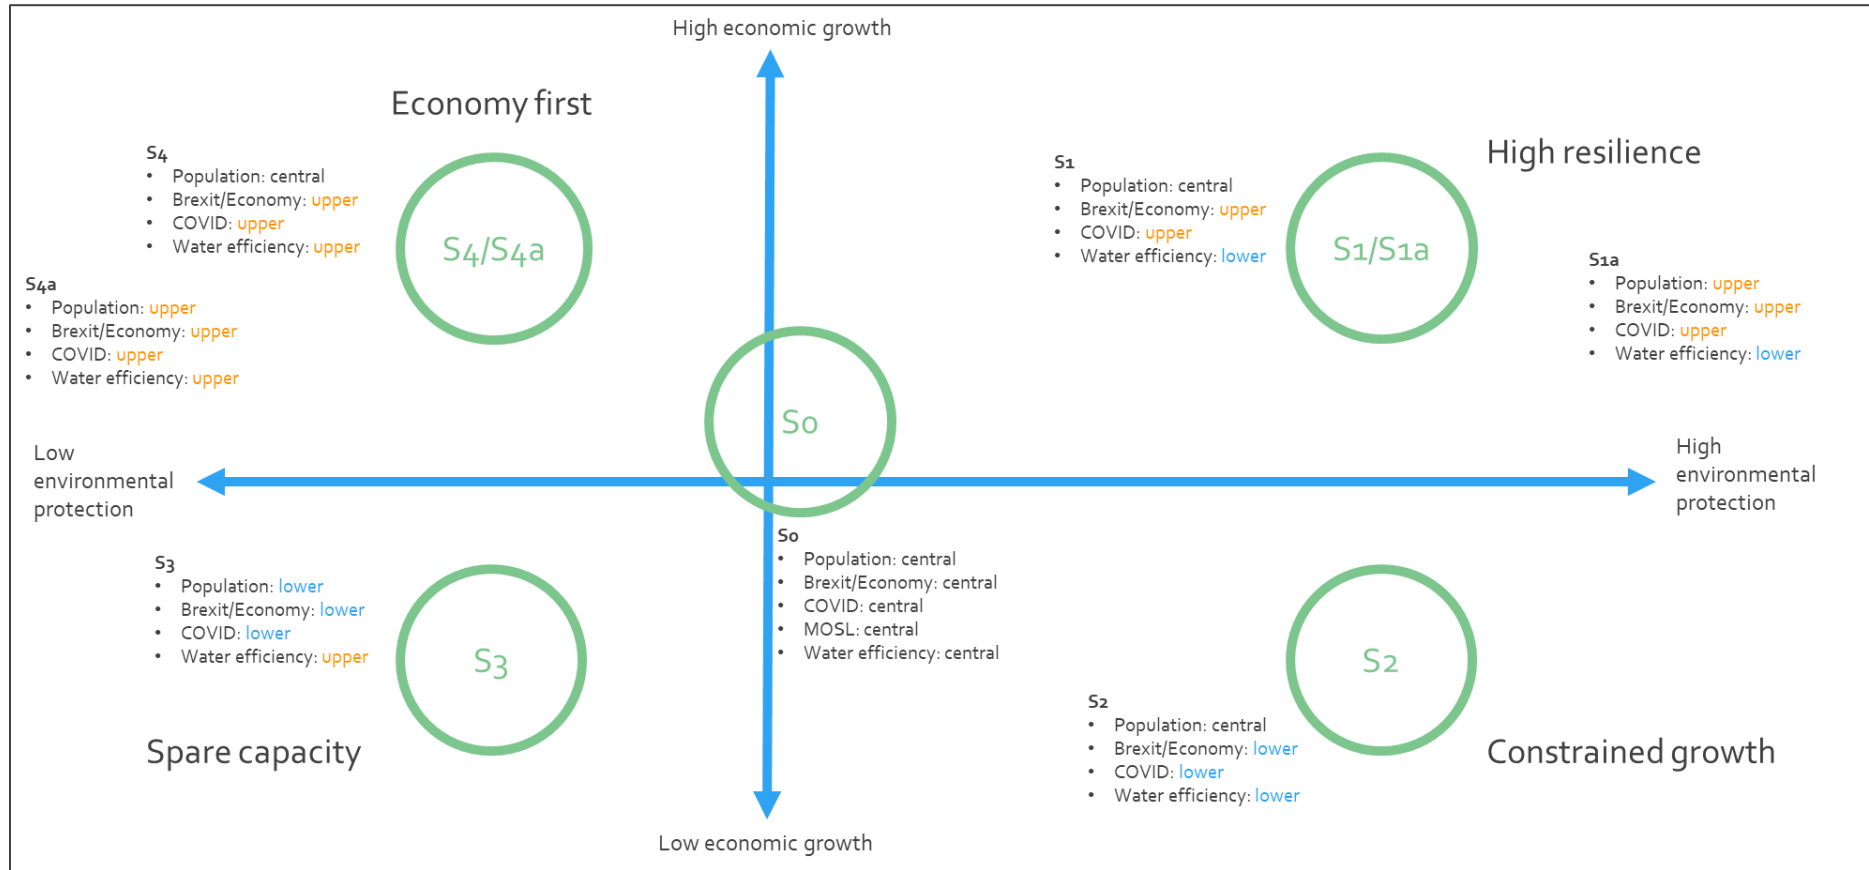 High economic growth
Economy first
S4
• Population: central
• Brexit/Economy: upper
• COVID: upper
• Water efficiency: upper
S4/S4a
S4a
• Population: upper
• Brexit/Economy: upper
• COVID: upper
• Water efficiency: upper
High resilience
S1
• Population: central
• Brexit/Economy: upper
• COVID: upper
• Water efficiency: lower
S1/S1a
S1a
• Population: upper
• Brexit/Economy: upper
• COVID: upper
• Water efficiency: lower
S0
Low
environmental
protection
High
environmental
protection
S0
• Population: central
• Brexit/Economy: central
• COVID: central
• MOSL: central
• Water efficiency: central
S3
• Population: lower
• Brexit/Economy: lower
• COVID: lower
• Water efficiency: upper
S3
Spare capacity
S2
S2
• Population: central
• Brexit/Economy: lower
• COVID: lower
• Water efficiency: lower
Constrained growth
Low economic growth